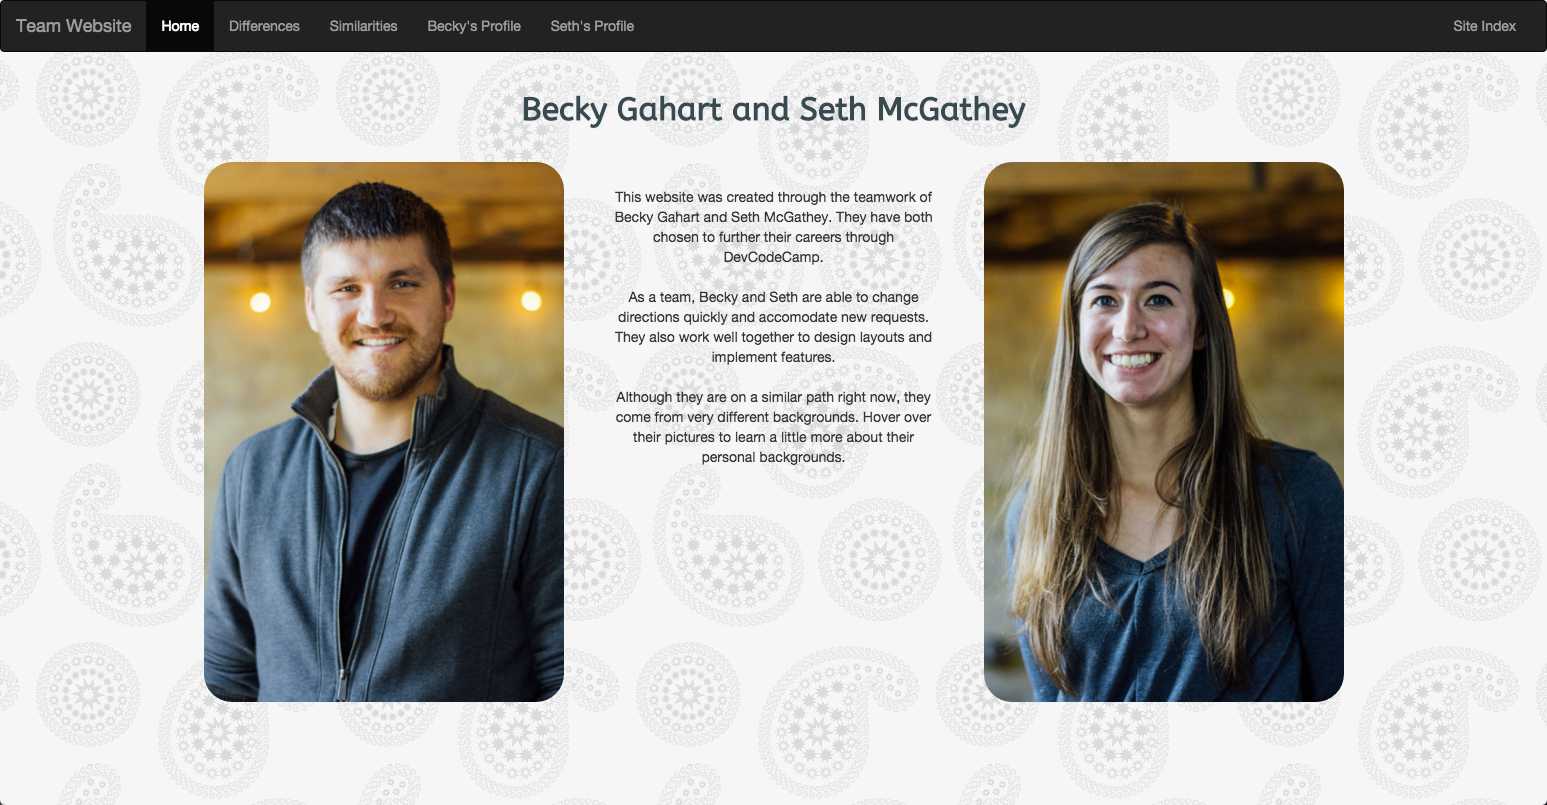 Team Website Home Differences Similarities Becky's Profile Seth's Profile Site Index
Becky Gahart and Seth McGathey
This website was created through the teamwork of
Becky Gahart and Seth McGathey. They have both
chosen to further their careers through
DevCodeCamp.
As a team, Becky and Seth are able to change
directions quickly and accomodate new requests.
They also work well together to design layouts and
implement features.
Although they are on a similar path right now, they
come from very different backgrounds. Hover over
their pictures to learn a little more about their
personal backgrounds.